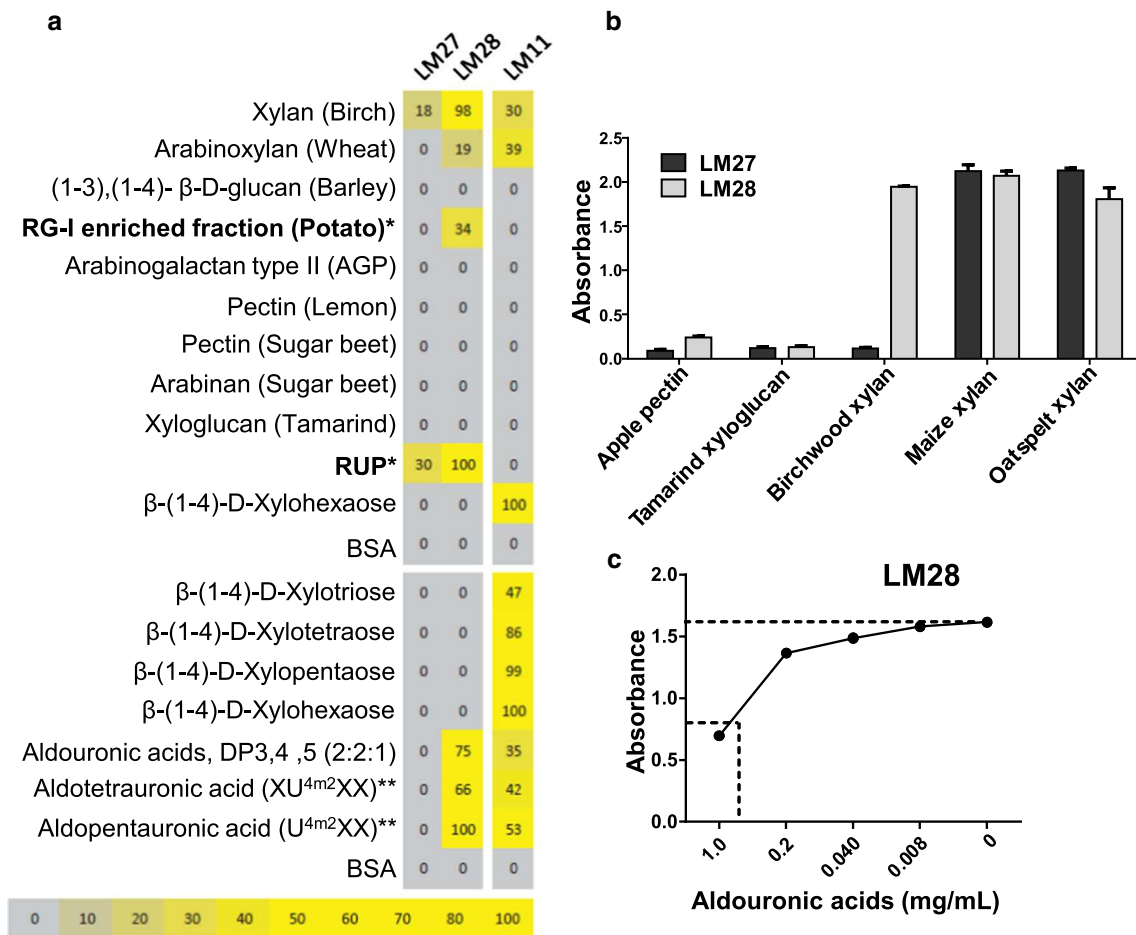 a
LM27 LM28 LM11
Xylan (Birch) 18 98 30
Arabinoxylan (Wheat) 0 19 39
(1-3),(1-4)- β-D-glucan (Barley) 0 0 0
RG-I enriched fraction (Potato)* 0 34 0
Arabinogalactan type II (AGP) 0 0 0
Pectin (Lemon) 0 0 0
Pectin (Sugar beet) 0 0 0
Arabinan (Sugar beet) 0 0 0
Xyloglucan (Tamarind) 0 0 0
RUP* 30 100 0
β-(1-4)-D-Xylohexaose 0 0 100
BSA 0 0 0
β-(1-4)-D-Xylotriose 0 0 47
β-(1-4)-D-Xylotetraose 0 0 86
β-(1-4)-D-Xylopentaose 0 0 99
β-(1-4)-D-Xylohexaose 0 0 100
Aldouronic acids, DP3,4 ,5 (2:2:1) 0 75 35
Aldotetrauronic acid (XU4m2XX)** 0 66 42
Aldopentauronic acid (U4m2XX)** 0 100 53
BSA 0 0 0
0 10 20 30 40 50 60 70 80 100
b
Absorbance
2.5
2.0
1.5
1.0
0.5
0.0
LM27
LM28
Apple pectin
Tamarind xyloglucan
Birchwood xylan
Maize xylan
Oatspelt xylan
c
LM28
Absorbance
2.0
1.5
1.0
0.5
0.0
1.0 0.2 0.040 0.008 0
Aldouronic acids (mg/mL)